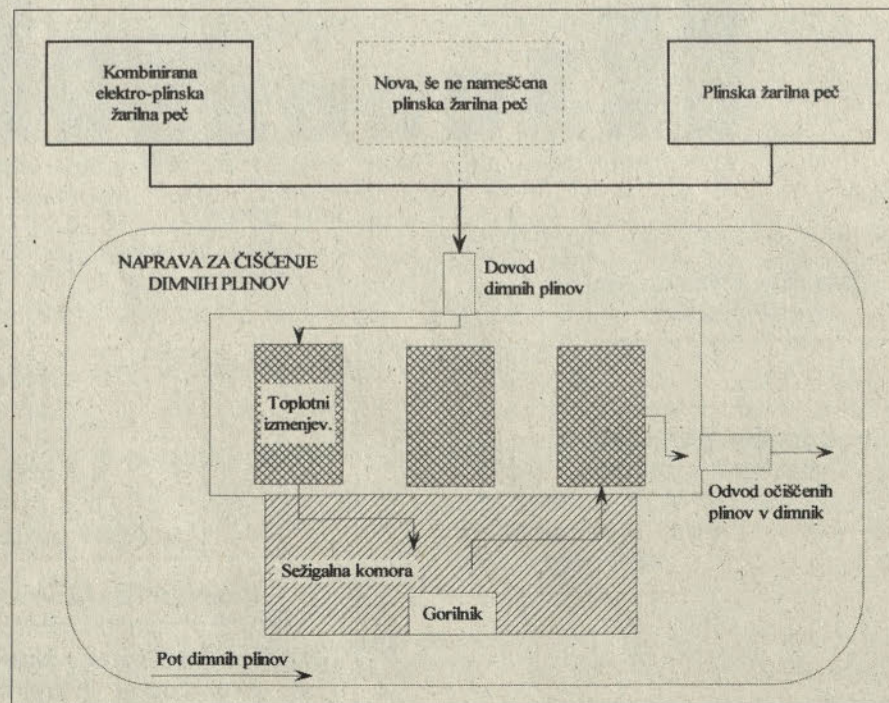 Kombinirana
elektro-plinska
žarilna peč
Nova, še ne nameščena
plinska žarilna peč
Plinska žarilna peč
NAPRAVA ZA ČIŠČENJE
DIMNIH PLINOV
Dovod
dimnih plinov
Toplotni
izmenjev.
Odvod očiščenih
plinov v dimnik
Sežigalna komora
Gorilnik
Pot dimnih plinov